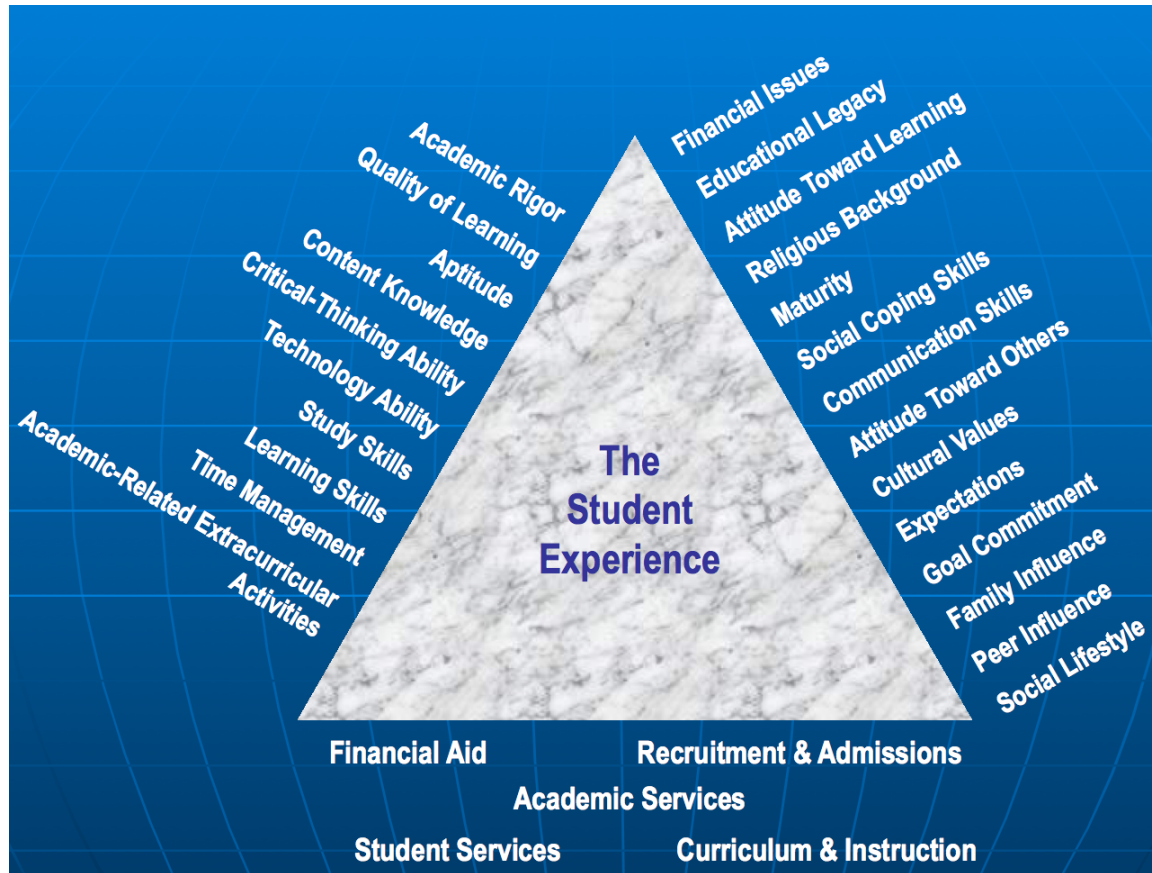 Academic Rigor
Quality of Learning
Aptitude
Content Knowledge
Critical-Thinking Ability
Technology Ability
Study Skills
Learning Skills
Time Management
Academic-Related Extracurricular
Activities
Financial Issues
Educational Legacy
Attitude Toward Learning
Religious Background
Maturity
Social Coping Skills
Communication Skills
Attitude Toward Others
Cultural Values
Expectations
Goal Commitment
Family Influence
Peer Influence
Social Lifestyle
The
Student
Experience
Financial Aid
Recruitment & Admissions
Academic Services
Student Services
Curriculum & Instruction